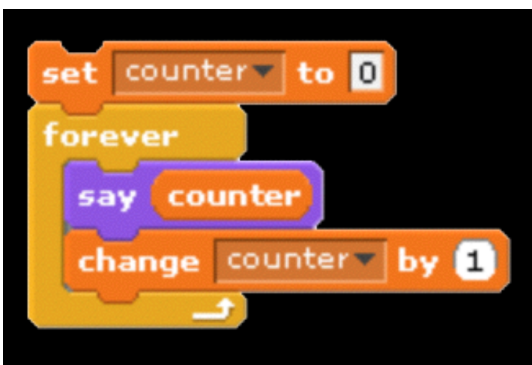 set counter to 0
forever
say counter
change counter by 1